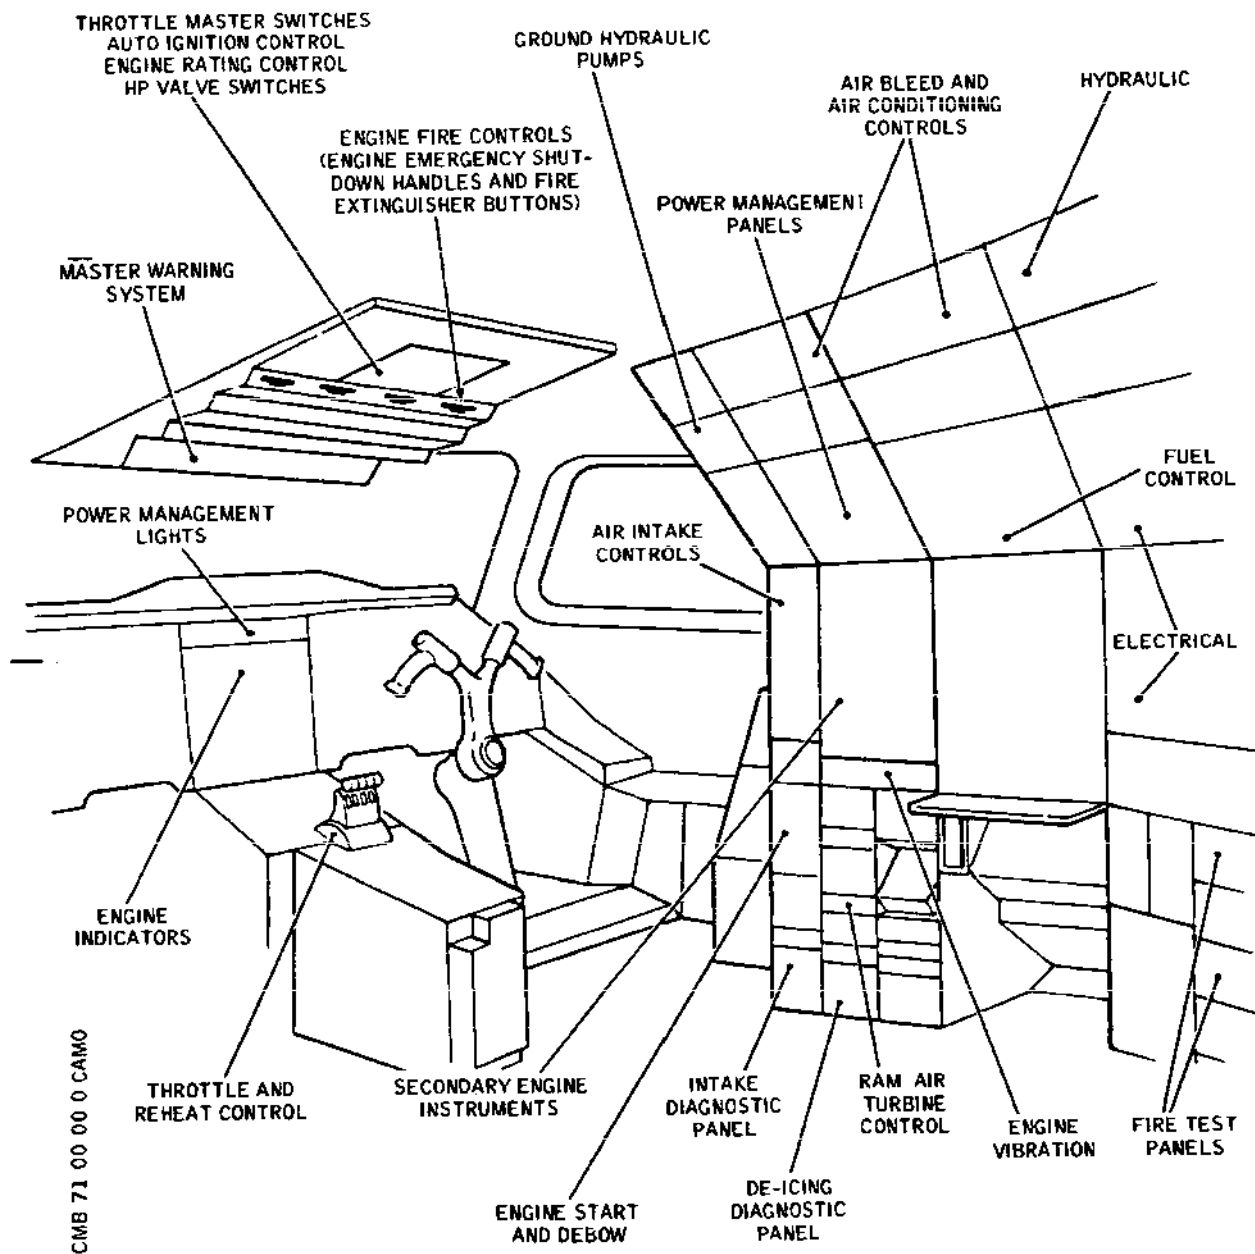 THROTTLE MASTER SWITCHES
AUTO IGNITION CONTROL
ENGINE RATING CONTROL
HP VALVE SWITCHES
GROUND HYDRAULIC
PUMPS
AIR BLEED AND
AIR CONDITIONING
CONTROLS
HYDRAULIC
ENGINE FIRE CONTROLS
(ENGINE EMERGENCY SHUT-
DOWN HANDLES AND FIRE
EXTINGUISHER BUTTONS)
POWER MANAGEMENT
PANELS
MASTER WARNING
SYSTEM
FUEL
CONTROL
POWER MANAGEMENT
LIGHTS
AIR INTAKE
CONTROLS
ELECTRICAL
ENGINE
INDICATORS
THROTTLE AND
REHEAT CONTROL
SECONDARY ENGINE
INSTRUMENTS
INTAKE
DIAGNOSTIC
PANEL
RAM AIR
TURBINE
CONTROL
ENGINE
VIBRATION
FIRE TEST
PANELS
ENGINE START
AND DEBOW
DE-ICING
DIAGNOSTIC
PANEL
CMB 71 00 00 0 CAMO